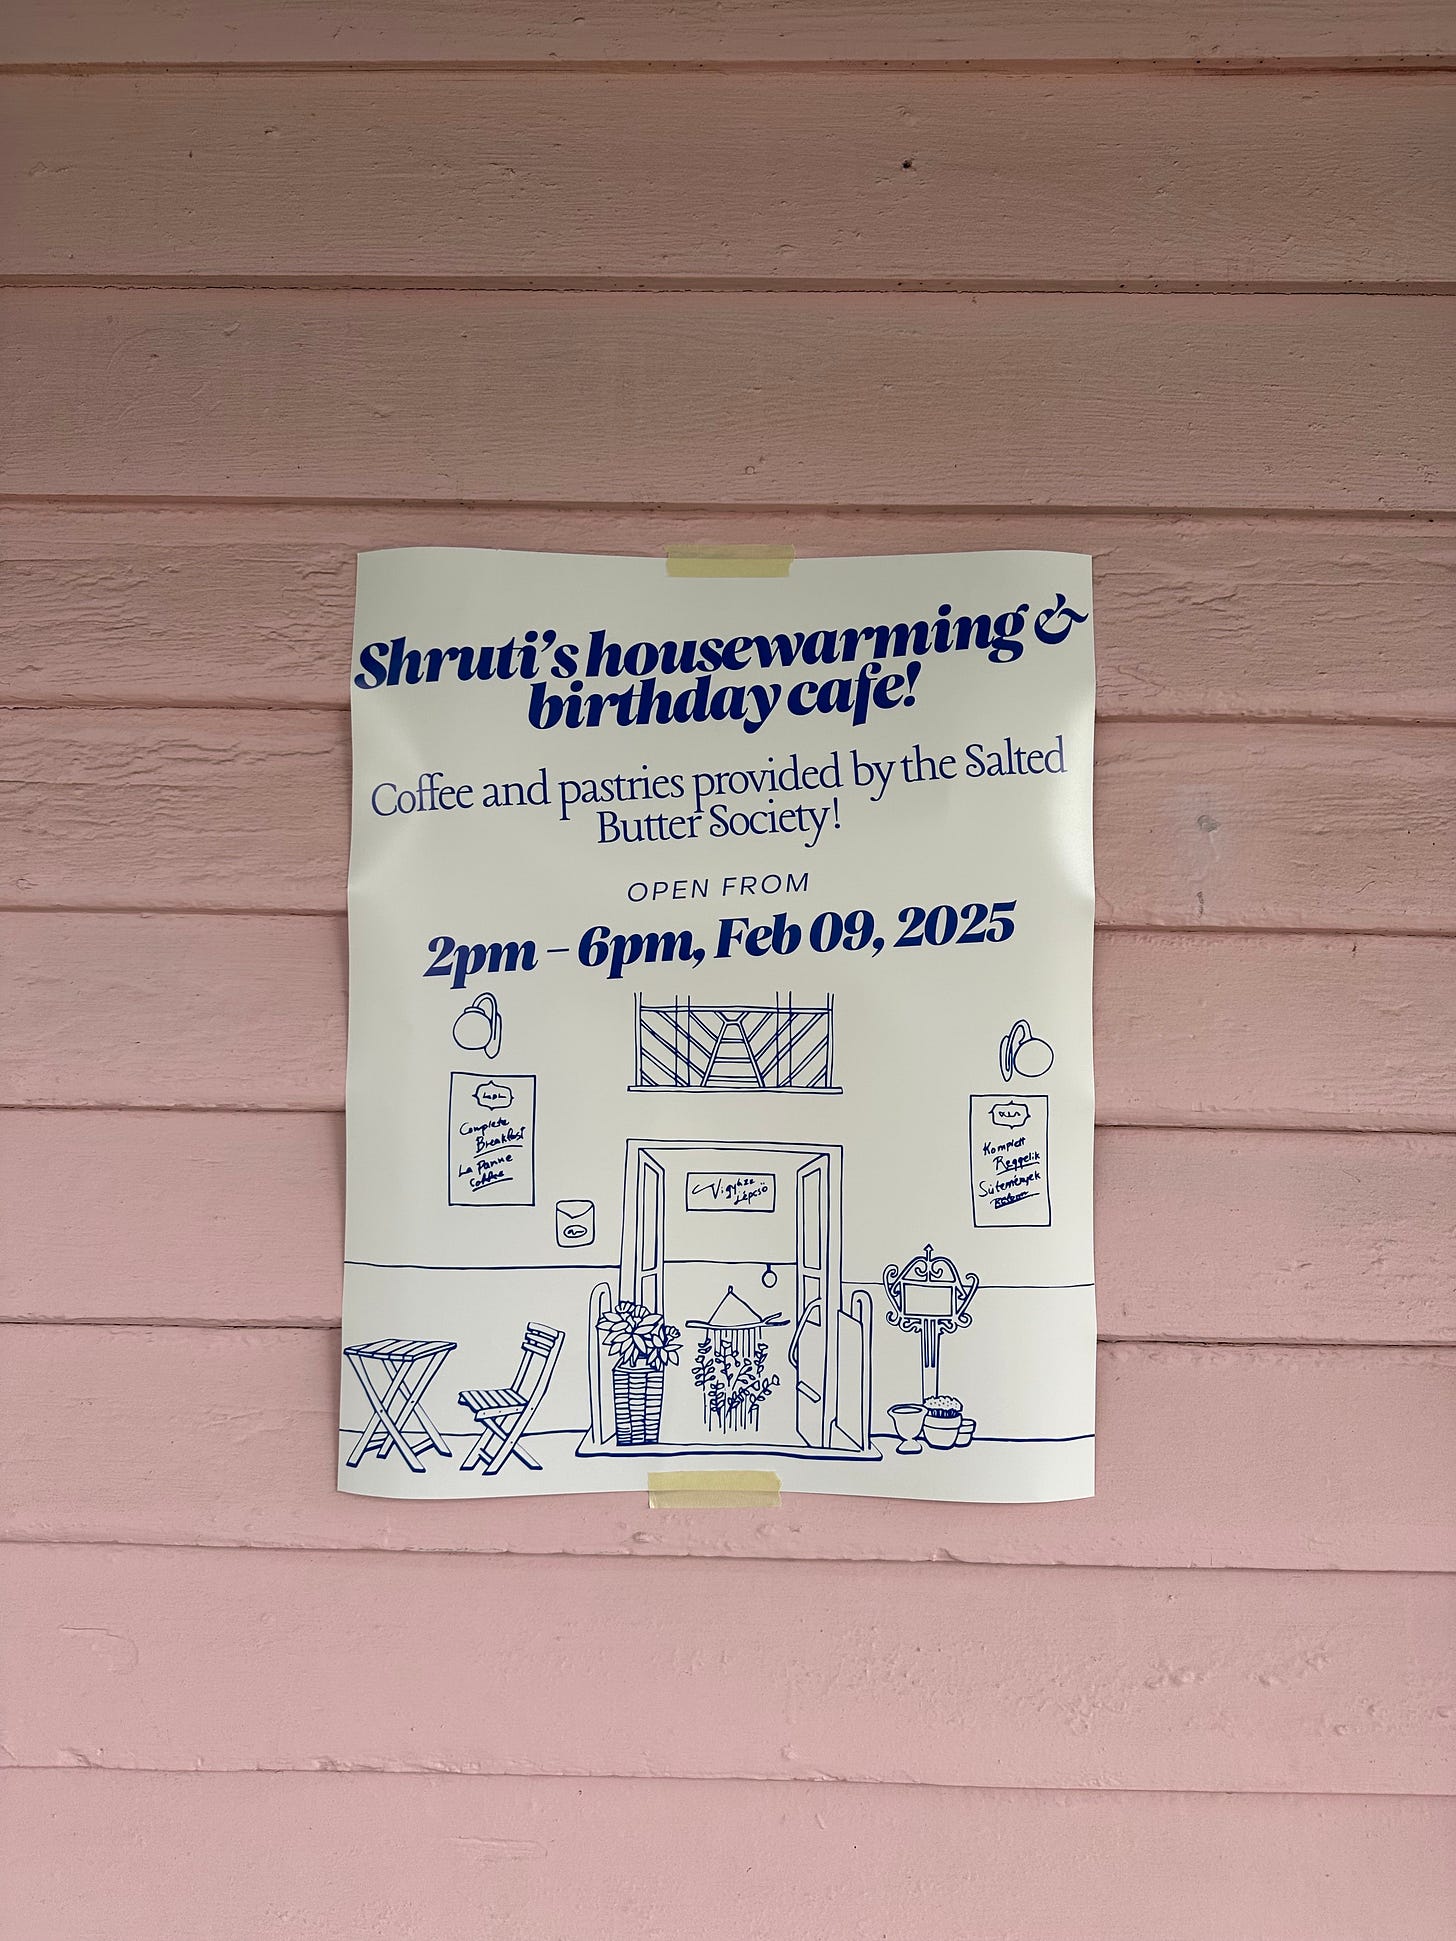 Shruti's housewarming &
birthday cafe!
Coffee and pastries provided by the Salted
Butter Society!
OPEN FROM
2pm – 6pm, Feb 09, 2025
Complete
Breakfast
La Panne
Coffee
Vigyázz
Lépcső
Komplett
Reggelik
Sütemények